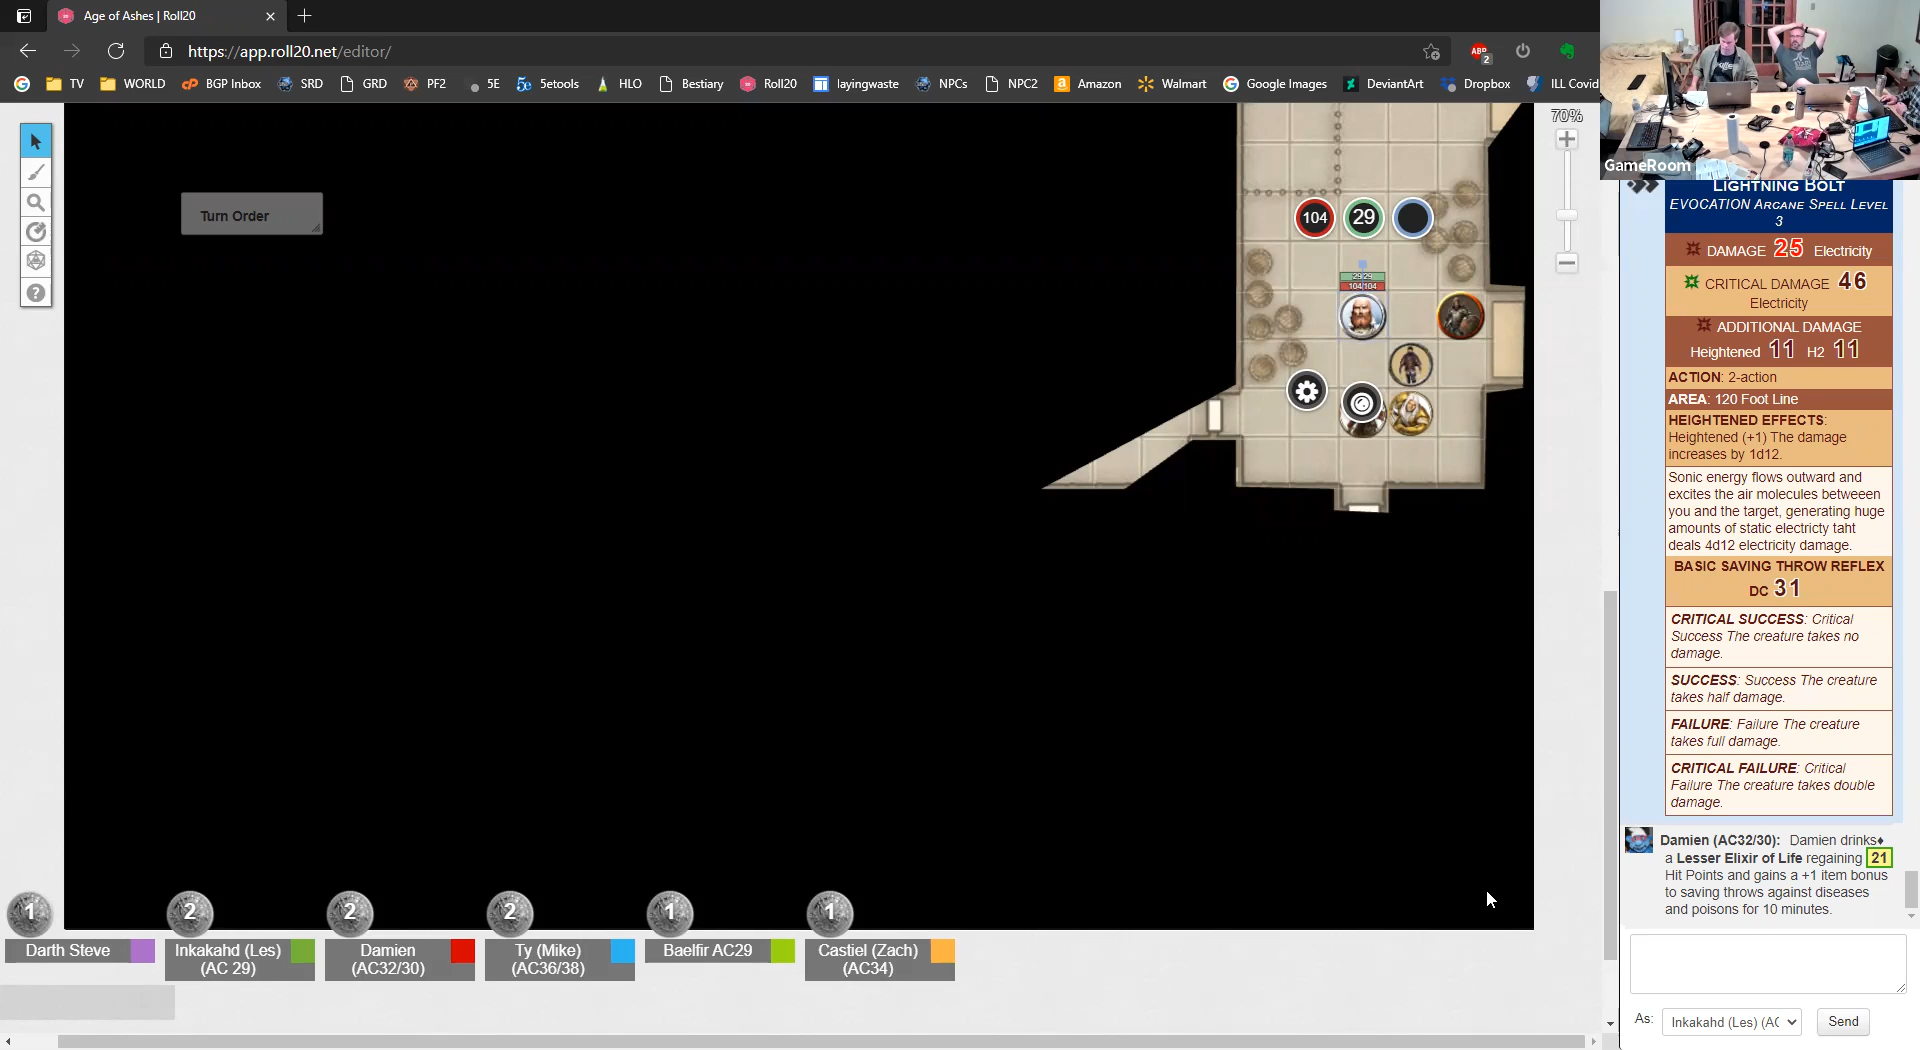 Age of Ashes | Roll20
https://app.roll20.net/editor/
ABP
2
TV WORLD BGP Inbox SRD GRD PF2 5E 5etools HLO Bestiary Roll20 layingwaste NPCs NPC2 Amazon Walmart Google Images DeviantArt Dropbox ILL Covid
GameRoom
70%
Turn Order
104 29
29/29
104/104
LIGHTNING BOLT
EVOCATION ARCANE SPELL LEVEL
3
DAMAGE 25 Electricity
CRITICAL DAMAGE 46
Electricity
ADDITIONAL DAMAGE
Heightened 11 H2 11
ACTION: 2-action
AREA: 120 Foot Line
HEIGHTENED EFFECTS:
Heightened (+1) The damage
increases by 1d12.
Sonic energy flows outward and
excites the air molecules betweeen
you and the target, generating huge
amounts of static electricty taht
deals 4d12 electricity damage.
BASIC SAVING THROW REFLEX
DC 31
CRITICAL SUCCESS: Critical
Success The creature takes no
damage.
SUCCESS: Success The creature
takes half damage.
FAILURE: Failure The creature
takes full damage.
CRITICAL FAILURE: Critical
Failure The creature takes double
damage.
Damien (AC32/30): Damien drinks♦
a Lesser Elixir of Life regaining 21
Hit Points and gains a +1 item bonus
to saving throws against diseases
and poisons for 10 minutes.
1 2 2 2 1 1
Darth Steve
Inkakahd (Les)
(AC 29)
Damien
(AC32/30)
Ty (Mike)
(AC36/38)
Baelfir AC29
Castiel (Zach)
(AC34)
As: Inkakahd (Les) (AC Send